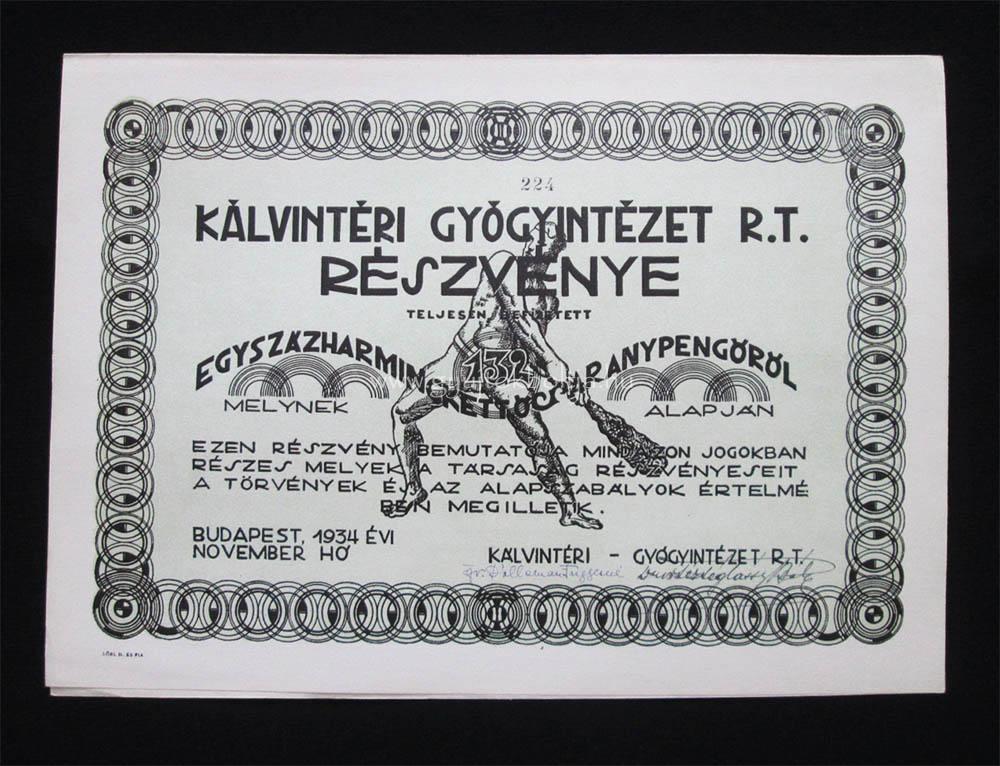 224
KÁLVINTÉRI GYÓGYINTÉZET R.T.
RÉSZVÉNYE
TELJESEN BEFIZETETT
EGYSZÁZHARMINCKETTŐ ARANYPENGŐRŐL
132
MELYNEK ALAPJÁN
EZEN RÉSZVÉNY BEMUTATÓJA MINDAZON JOGOKBAN
RÉSZES MELYEK A TÁRSASÁG RÉSZVÉNYESEIT
A TÖRVÉNYEK ÉS AZ ALAPSZABÁLYOK ÉRTELMÉ
BEN MEGILLETIK.
BUDAPEST, 1934 ÉVI
NOVEMBER HÓ
KÁLVINTÉRI - GYÓGYINTÉZET R.T.